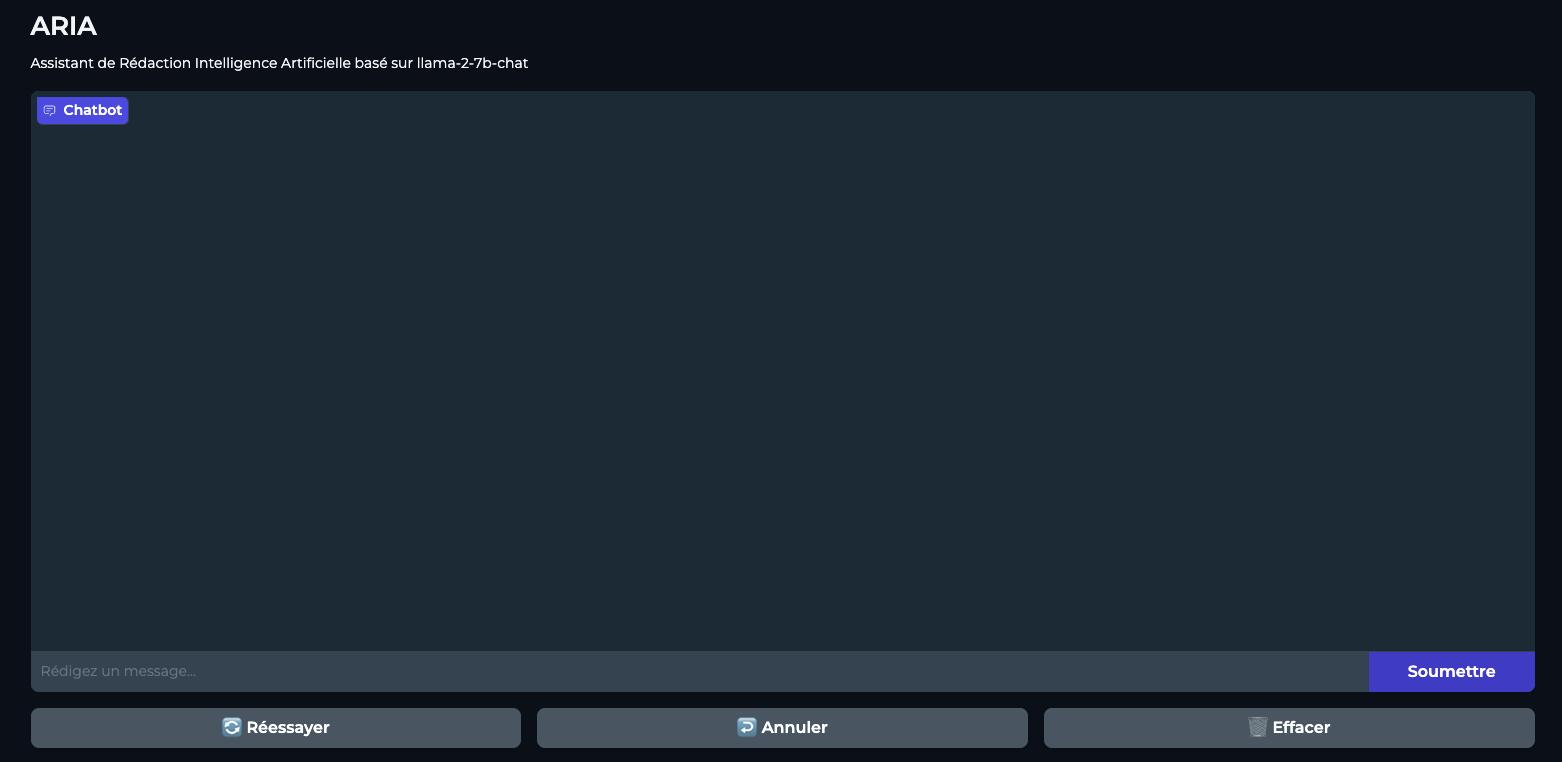 ARIA
Assistant de Rédaction Intelligence Artificielle basé sur llama-2-7b-chat
Chatbot
Rédigez un message...
Soumettre
Réessayer
Annuler
Effacer